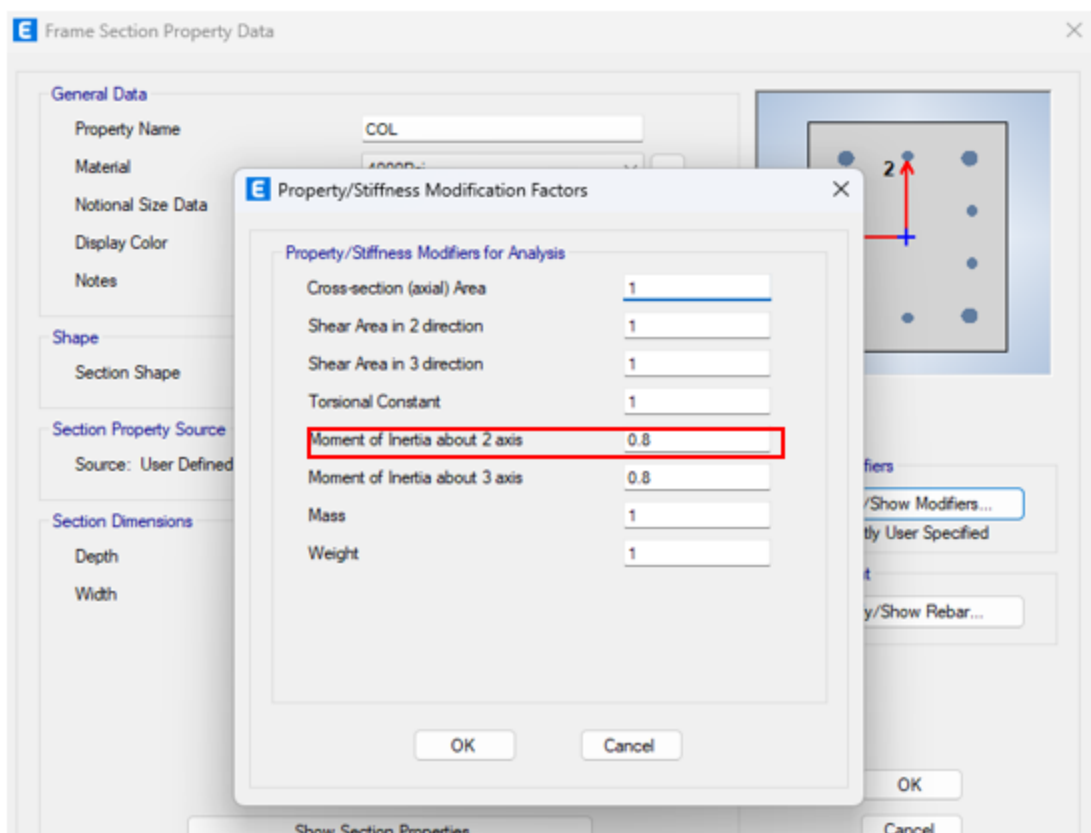 E Frame Section Property Data
General Data
Property Name COL
Material
Notional Size Data
Display Color
Notes
Shape
Section Shape
Section Property Source
Source: User Defined
Section Dimensions
Depth
Width
Show Section Properties
E Property/Stiffness Modification Factors
Property/Stiffness Modifiers for Analysis
Cross-section (axial) Area 1
Shear Area in 2 direction 1
Shear Area in 3 direction 1
Torsional Constant 1
Moment of Inertia about 2 axis 0.8
Moment of Inertia about 3 axis 0.8
Mass 1
Weight 1
OK Cancel
2
fiers
/Show Modifiers...
tly User Specified
t
y/Show Rebar...
OK
Cancel